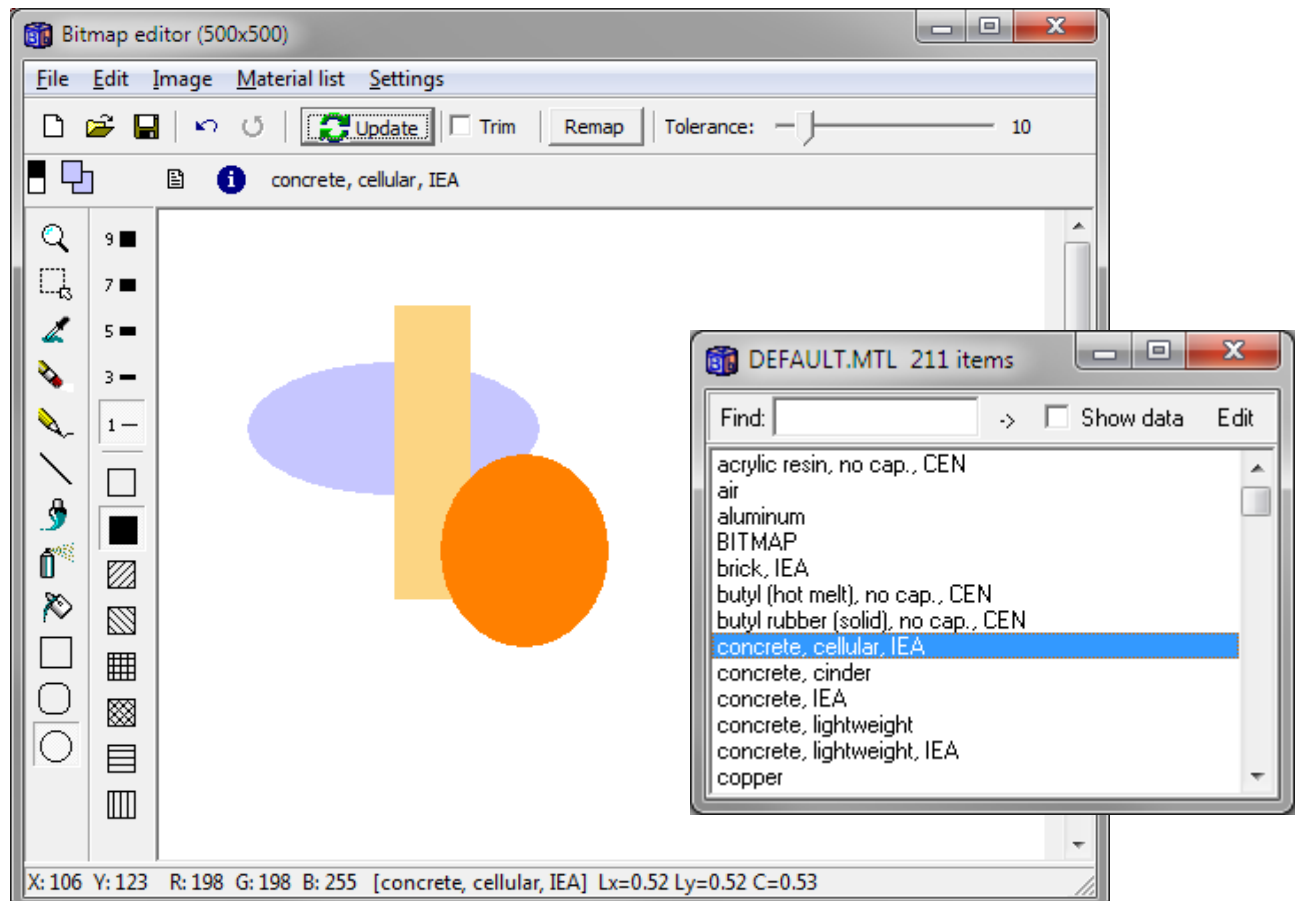 Bitmap editor (500x500)
File Edit Image Material list Settings
Update Trim Remap Tolerance: 10
concrete, cellular, IEA
9
7
5
3
1
X: 106 Y: 123 R: 198 G: 198 B: 255 [concrete, cellular, IEA] Lx=0.52 Ly=0.52 C=0.53
DEFAULT.MTL 211 items
Find: -> Show data Edit
acrylic resin, no cap., CEN
air
aluminum
BITMAP
brick, IEA
butyl (hot melt), no cap., CEN
butyl rubber (solid), no cap., CEN
concrete, cellular, IEA
concrete, cinder
concrete, IEA
concrete, lightweight
concrete, lightweight, IEA
copper